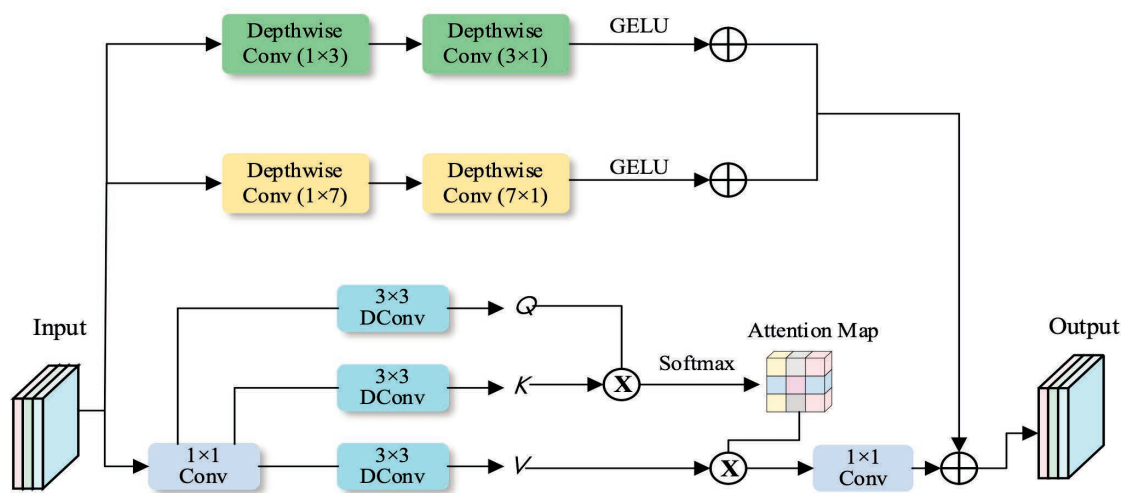 Depthwise
Conv (1×3)
Depthwise
Conv (3×1)
GELU
Depthwise
Conv (1×7)
Depthwise
Conv (7×1)
GELU
Input
3×3
DConv
Q
3×3
DConv
K
X
Softmax
Attention Map
Output
1×1
Conv
3×3
DConv
V
X
1×1
Conv